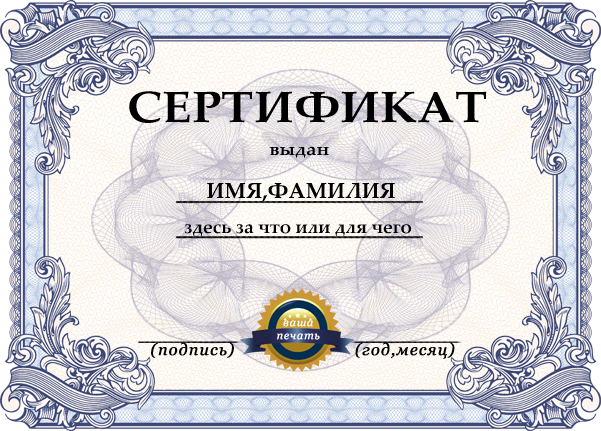 СЕРТИФИКАТ
выдан
ИМЯ,ФАМИЛИЯ
здесь за что или для чего
ваша
печать
(подпись)
(год,месяц)